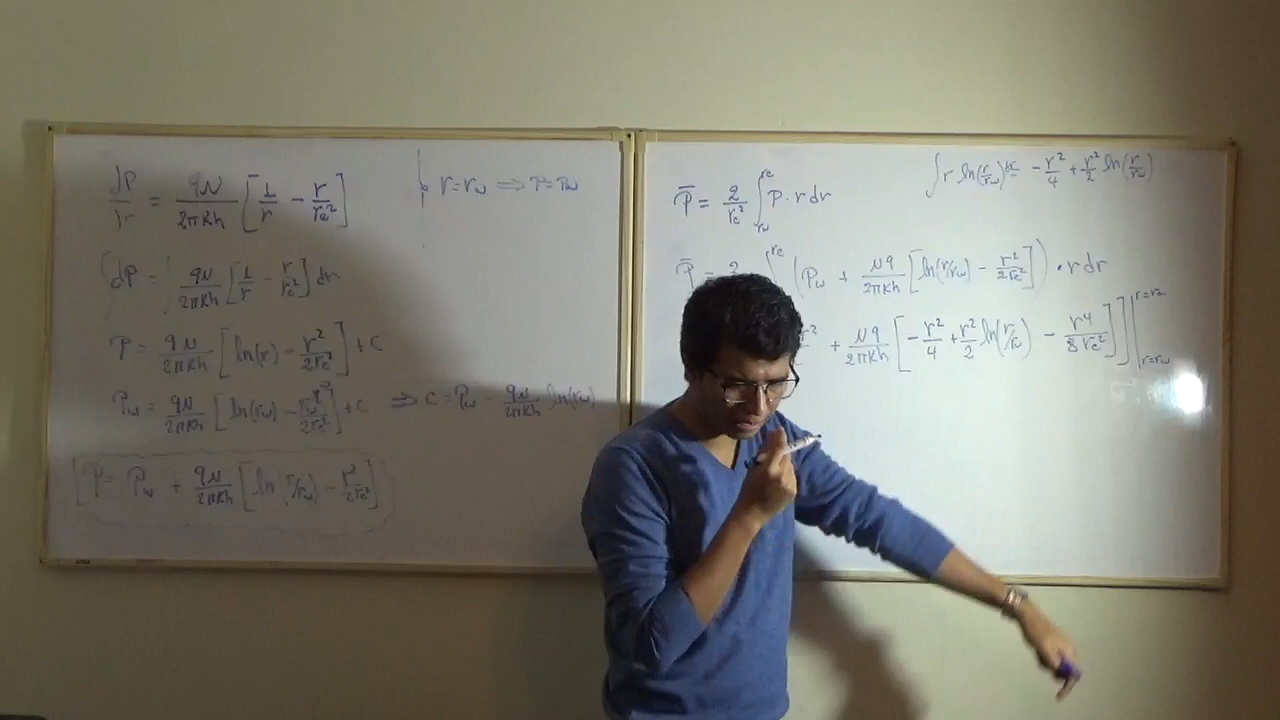 ∂P/∂r = qμ/2πKh [1/r − r/re²]
r = rw ⟹ P = Pw
∫dP = ∫ qμ/2πKh [1/r − r/re²] dr
P = qμ/2πKh [ln(r) − r²/2re²] + C
Pw = qμ/2πKh [ln(rw) − rw²/2re²] + C ⟹ C = Pw − qμ/2πKh ln(rw)
P = Pw + qμ/2πKh [ln(r/rw) − r²/2re²]
∫ r ln(r/rw) dr = − r²/4 + r²/2 ln(r/rw)
P̄ = 2/re² ∫ rw re P · r dr
P̄ = 2 ∫ re (Pw + μq/2πKh [ln(r/rw) − r²/2re²]) · r dr
r² + μq/2πKh [− r²/4 + r²/2 ln(r/rw) − r⁴/8re²]] | r=re r=rw